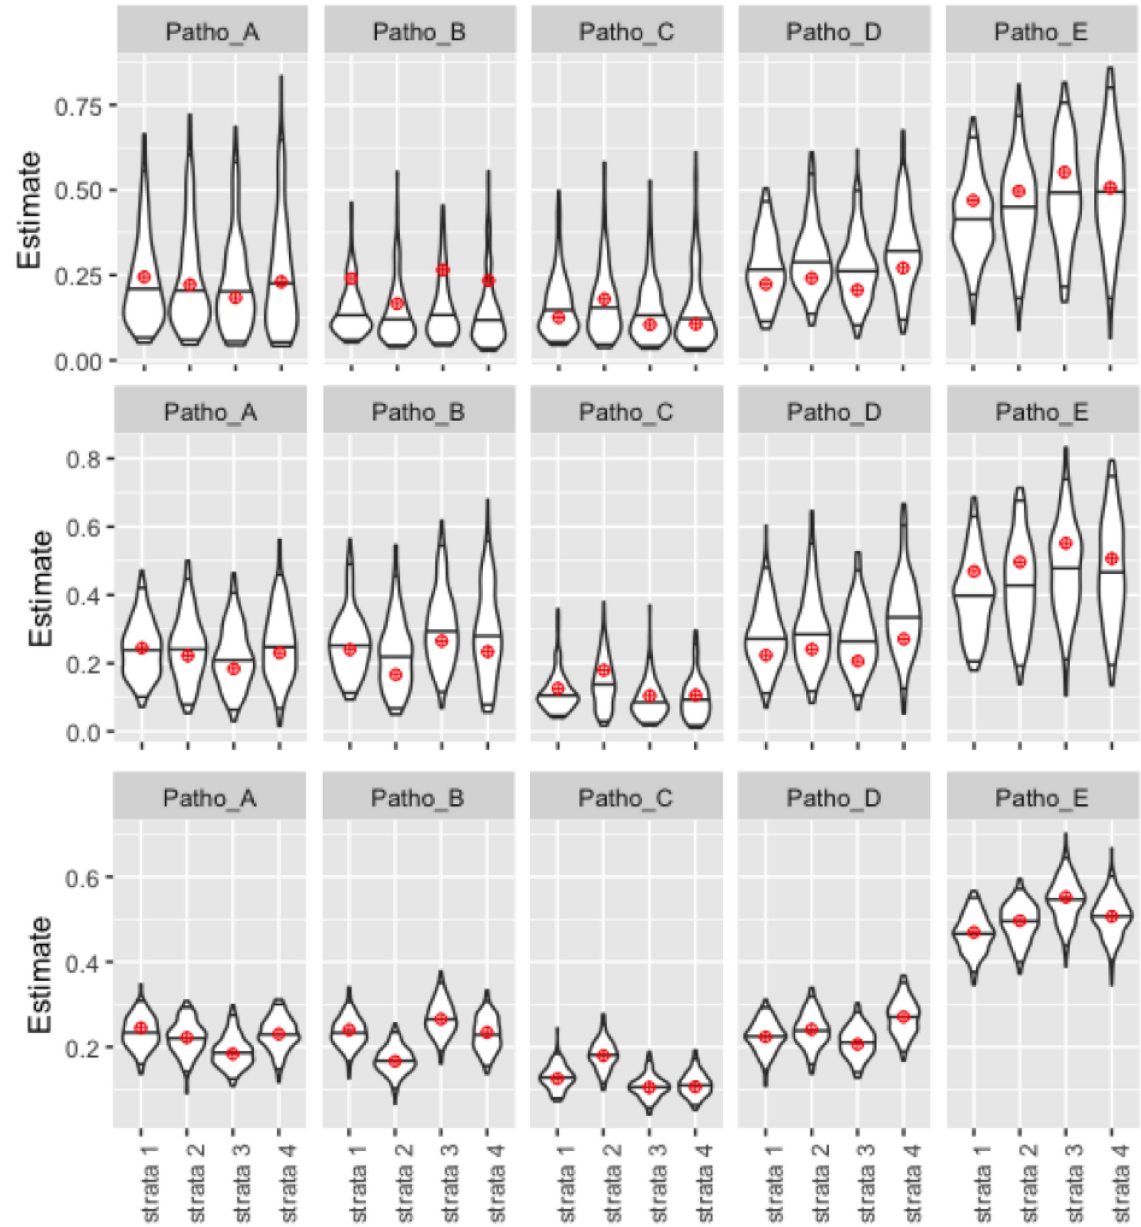 Patho_A Patho_B Patho_C Patho_D Patho_E
0.75
0.50
0.25
0.00
Estimate
Patho_A Patho_B Patho_C Patho_D Patho_E
0.8
0.6
0.4
0.2
0.0
Estimate
Patho_A Patho_B Patho_C Patho_D Patho_E
0.6
0.4
0.2
Estimate
strata 1 strata 2 strata 3 strata 4 strata 1 strata 2 strata 3 strata 4 strata 1 strata 2 strata 3 strata 4 strata 1 strata 2 strata 3 strata 4 strata 1 strata 2 strata 3 strata 4